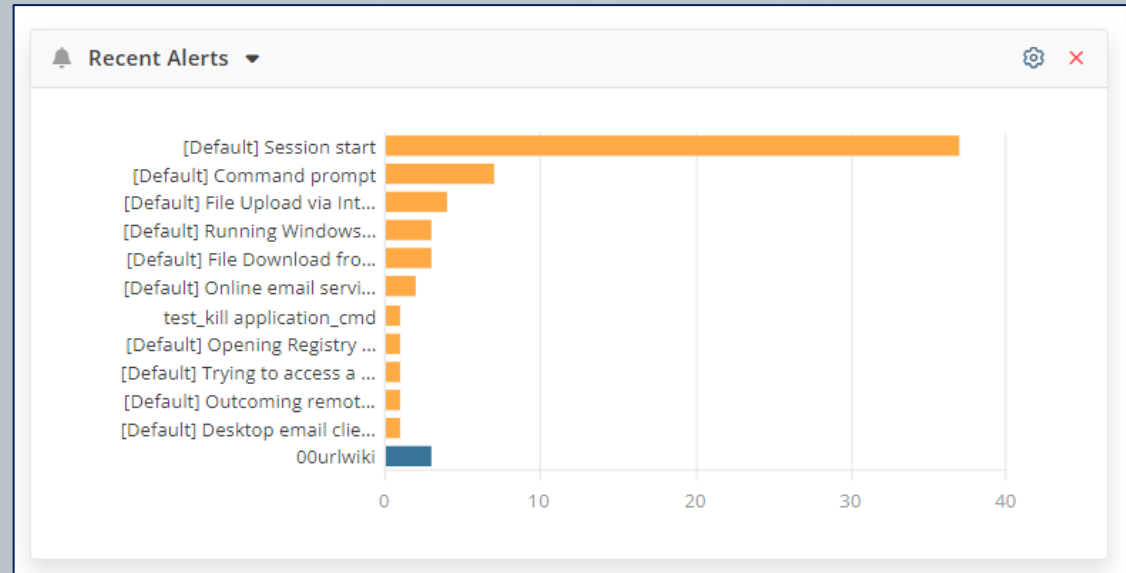 Recent Alerts
[Default] Session start
[Default] Command prompt
[Default] File Upload via Int...
[Default] Running Windows...
[Default] File Download fro...
[Default] Online email servi...
test_kill application_cmd
[Default] Opening Registry ...
[Default] Trying to access a ...
[Default] Outcoming remot...
[Default] Desktop email clie...
00urlwiki
0 10 20 30 40